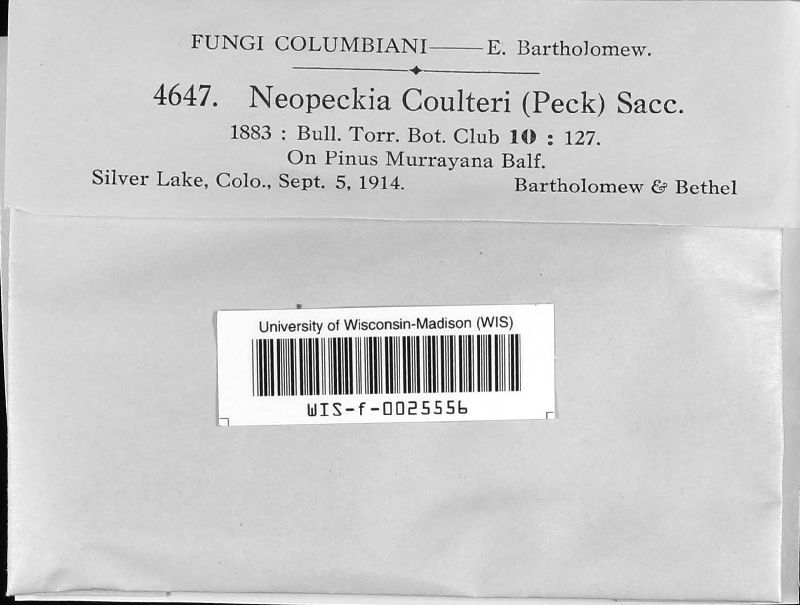 FUNGI COLUMBIANI——E. Bartholomew.
4647. Neopeckia Coulteri (Peck) Sacc.
1883 : Bull. Torr. Bot. Club 10 : 127.
On Pinus Murrayana Balf.
Silver Lake, Colo., Sept. 5, 1914. Bartholomew & Bethel
University of Wisconsin-Madison (WIS)
WIS-f-0025556